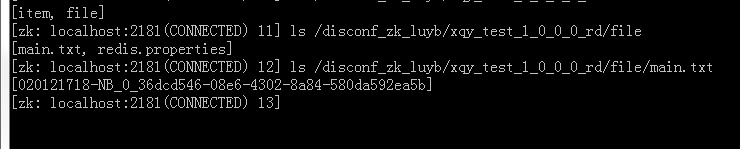 [item, file]
[zk: localhost:2181(CONNECTED) 11] ls /disconf_zk_luyb/xqy_test_1_0_0_0_rd/file
[main.txt, redis.properties]
[zk: localhost:2181(CONNECTED) 12] ls /disconf_zk_luyb/xqy_test_1_0_0_0_rd/file/main.txt
[020121718-NB_0_36dcd546-08e6-4302-8a84-580da592ea5b]
[zk: localhost:2181(CONNECTED) 13]